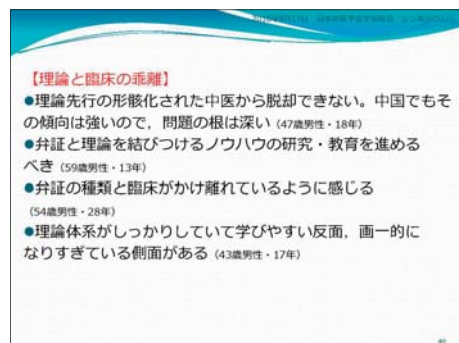 【理論と臨床の乖離】
●理論先行の形骸化された中医から脱却できない。中国でもそ
の傾向は強いので，問題の根は深い（47歳男性・18年）
●弁証と理論を結びつけるノウハウの研究・教育を進める
べき（59歳男性・13年）
●弁証の種類と臨床がかけ離れているように感じる
（54歳男性・28年）
●理論体系がしっかりしていて学びやすい反面，画一的に
なりすぎている側面がある（43歳男性・17年）